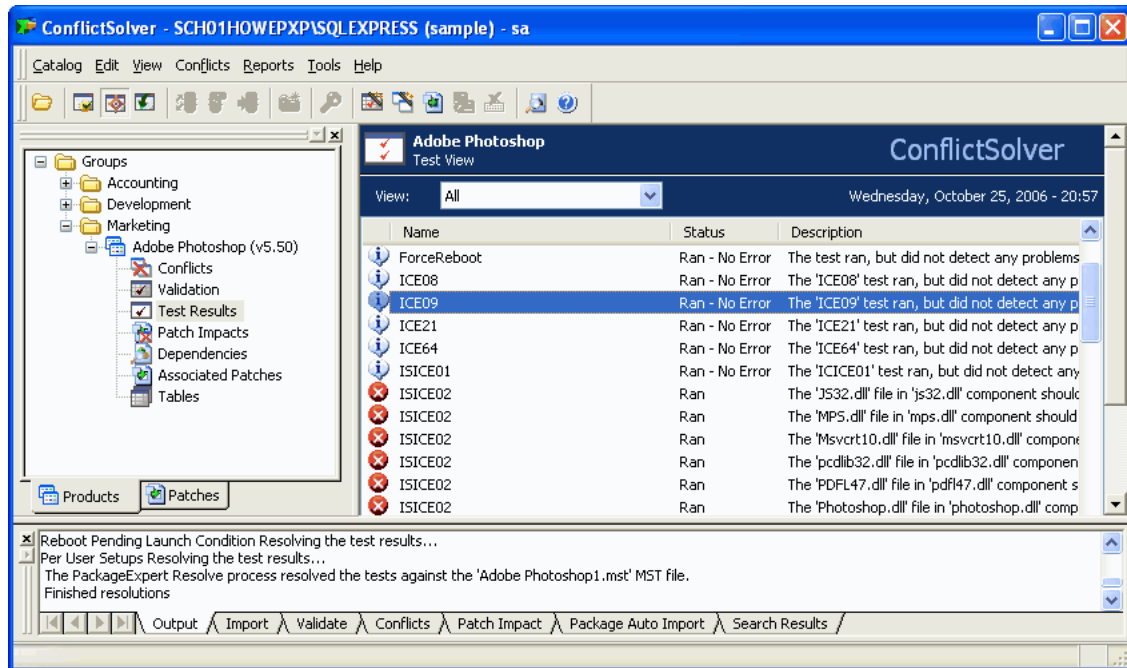 ConflictSolver - SCH01HOWEPXP\SQLEXPRESS (sample) - sa
Catalog Edit View Conflicts Reports Tools Help
Groups
Accounting
Development
Marketing
Adobe Photoshop (v5.50)
Conflicts
Validation
Test Results
Patch Impacts
Dependencies
Associated Patches
Tables
Products Patches
Adobe Photoshop
Test View
ConflictSolver
View: All Wednesday, October 25, 2006 - 20:57
Name Status Description
ForceReboot Ran - No Error The test ran, but did not detect any problems
ICE08 Ran - No Error The 'ICE08' test ran, but did not detect any p
ICE09 Ran - No Error The 'ICE09' test ran, but did not detect any p
ICE21 Ran - No Error The 'ICE21' test ran, but did not detect any p
ICE64 Ran - No Error The 'ICE64' test ran, but did not detect any p
ISICE01 Ran - No Error The 'ICICE01' test ran, but did not detect any
ISICE02 Ran The 'JS32.dll' file in 'js32.dll' component should
ISICE02 Ran The 'MPS.dll' file in 'mps.dll' component should
ISICE02 Ran The 'Msvcrt10.dll' file in 'msvcrt10.dll' compone
ISICE02 Ran The 'pcdlib32.dll' file in 'pcdlib32.dll' componen
ISICE02 Ran The 'PDFL47.dll' file in 'pdfl47.dll' component s
ISICE02 Ran The 'Photoshop.dll' file in 'photoshop.dll' comp
Reboot Pending Launch Condition Resolving the test results...
Per User Setups Resolving the test results...
The PackageExpert Resolve process resolved the tests against the 'Adobe Photoshop1.mst' MST file.
Finished resolutions
Output Import Validate Conflicts Patch Impact Package Auto Import Search Results